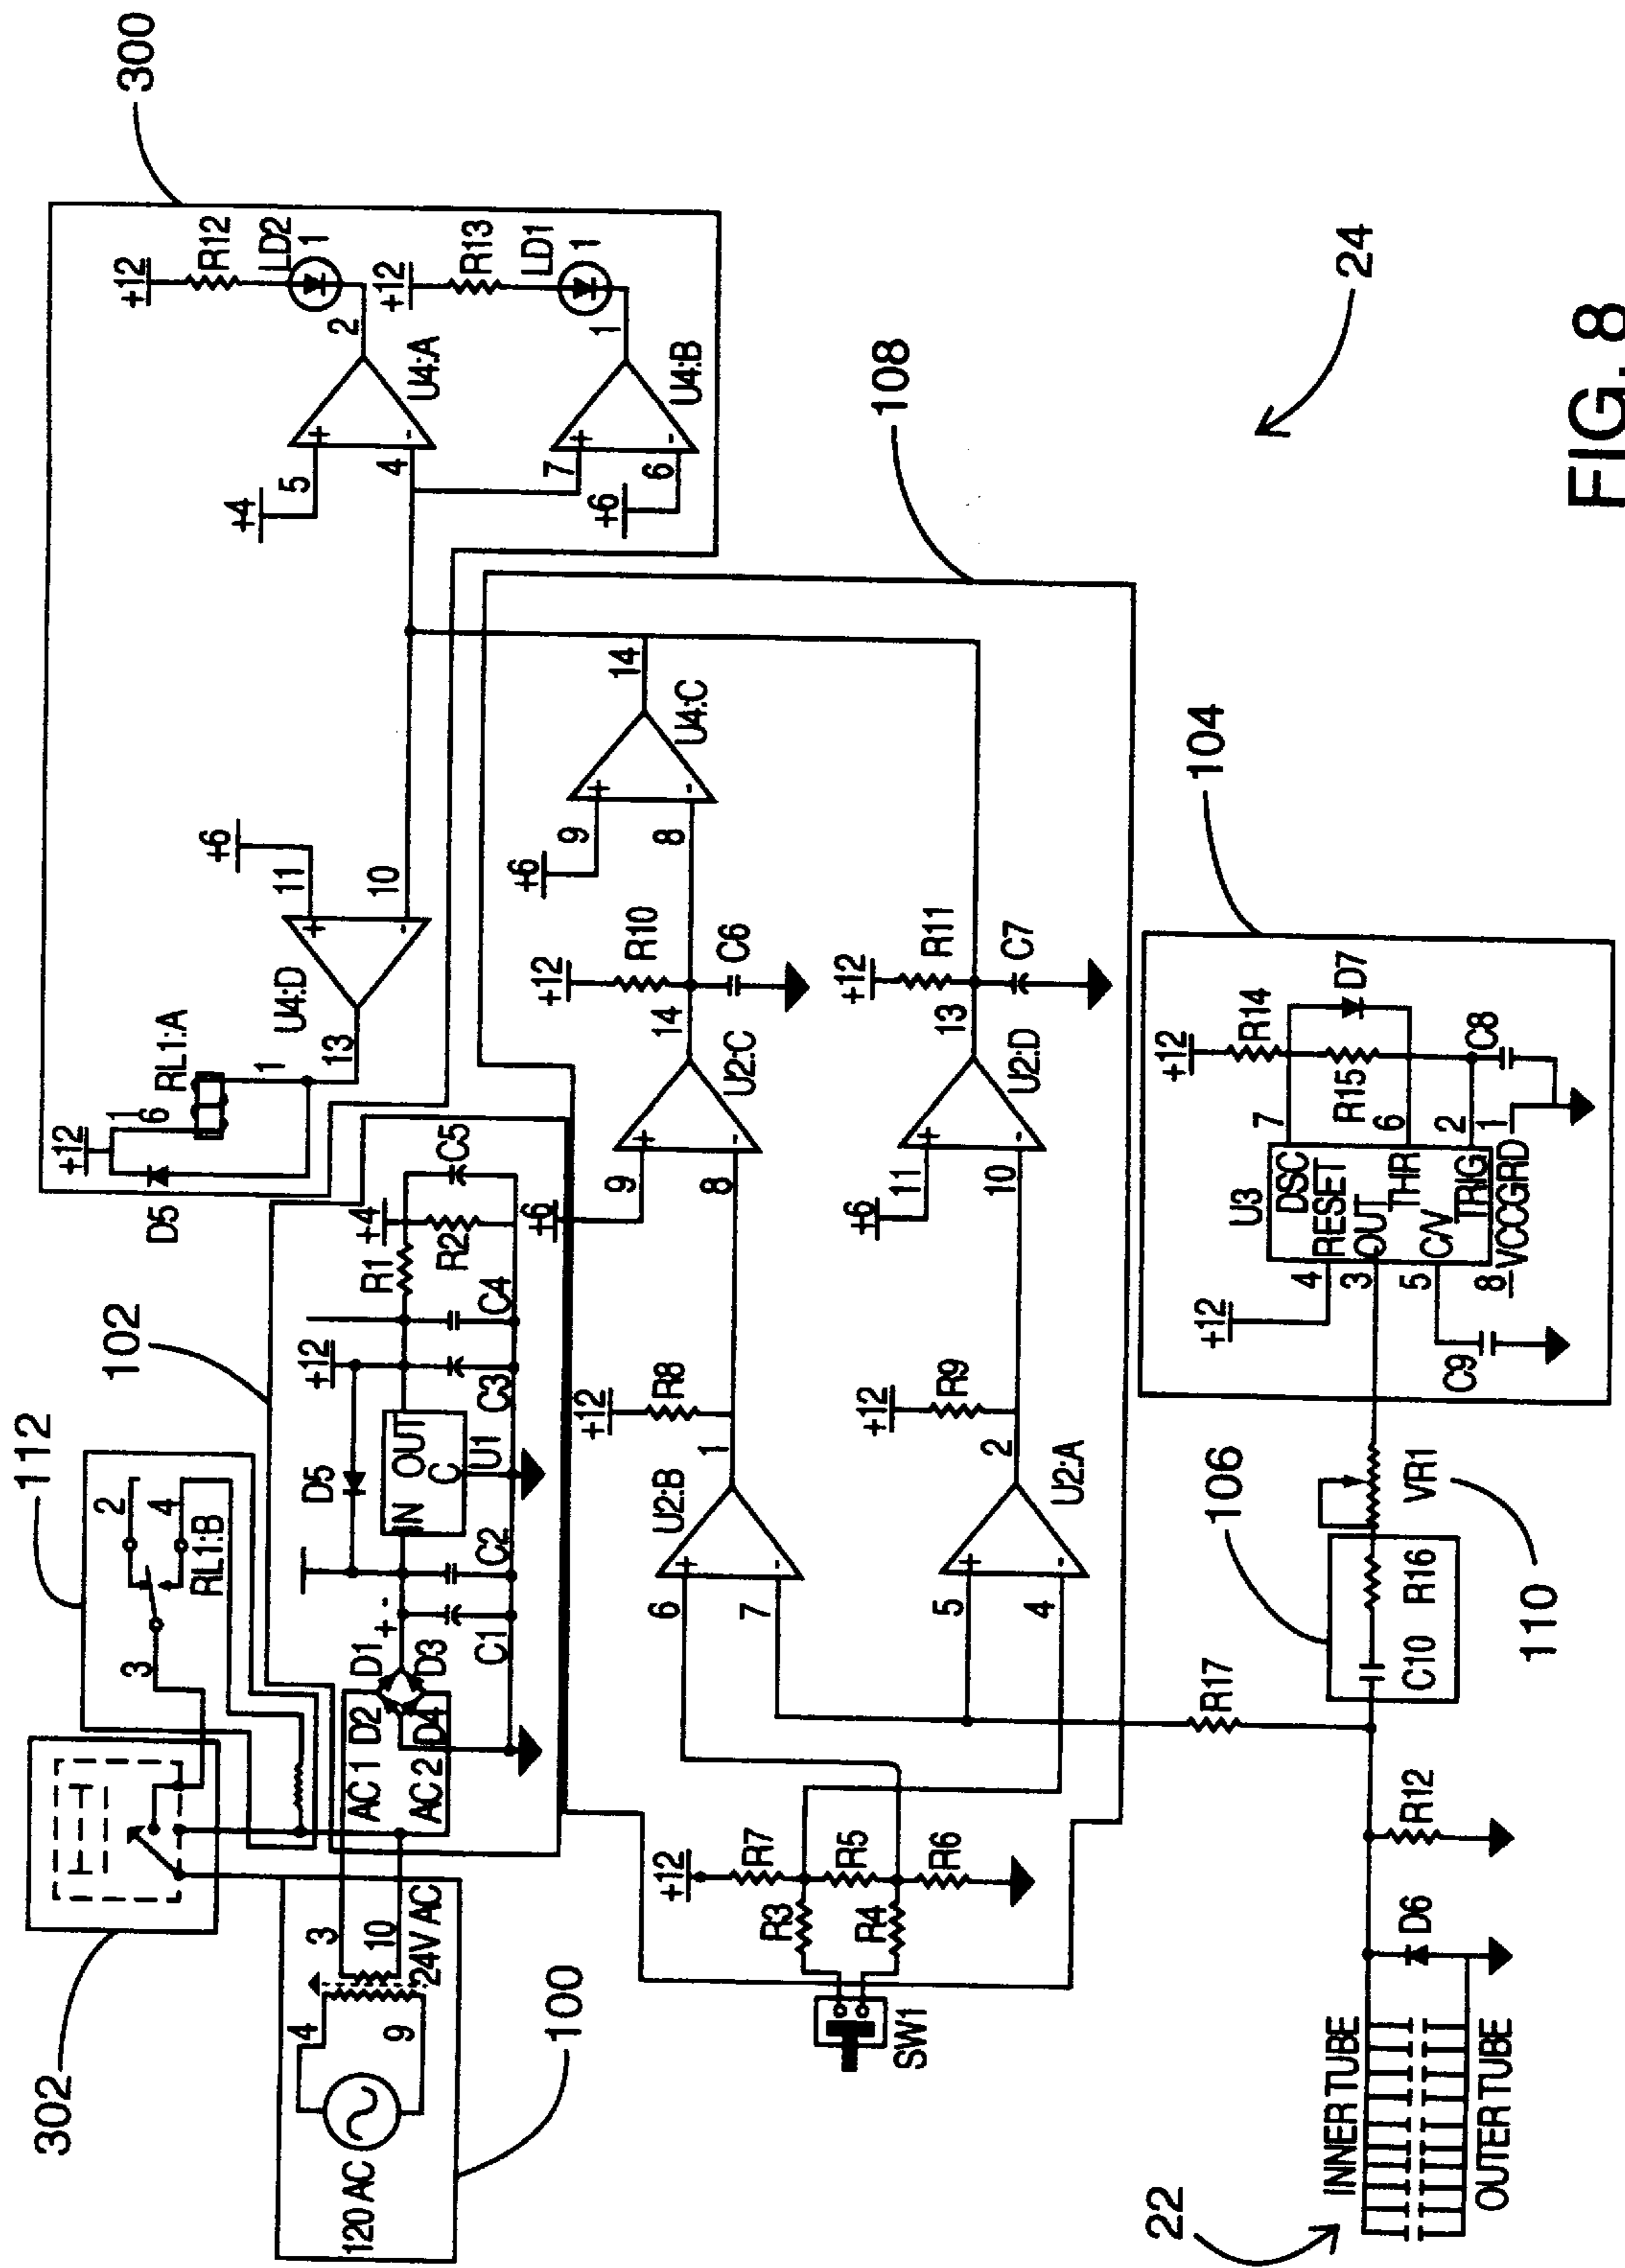 300
+12
R12
LD2
1
2
+12
R13
LD1
1
1
+4
5
+
-
4
U4:A
7
+
-
6
+6
U4:B
+6
11
+
-
10
U4:D
13
1
RL1:A
6
1
+12
D5
108
14
U4:C
+
-
9
8
+6
+12
R10
C6
14
U2:C
+
-
9
8
+6
+12
R11
C7
13
U2:D
+
-
11
10
+6
+12
R8
1
U2:B
+
-
6
7
+12
R9
2
U2:A
+
-
5
4
102
+4
R1
R2
C5
C4
+12
C3
D5
IN
OUT
C
U1
C2
C1
+
-
D1
D3
D2
D4
AC1
AC2
112
2
4
RL1:B
3
302
3
10
24V AC
4
9
120 AC
100
+12
R7
R3
R5
R4
R6
SW1
104
+12
R14
D7
R15
C8
7
6
2
1
U3
DSC
RESET
OUT
THR
C/V
TRIG
VCCGRD
4
3
5
8
+12
C9
106
VR1
R16
C10
110
R17
R12
D6
INNER TUBE
OUTER TUBE
22
24
FIG. 8